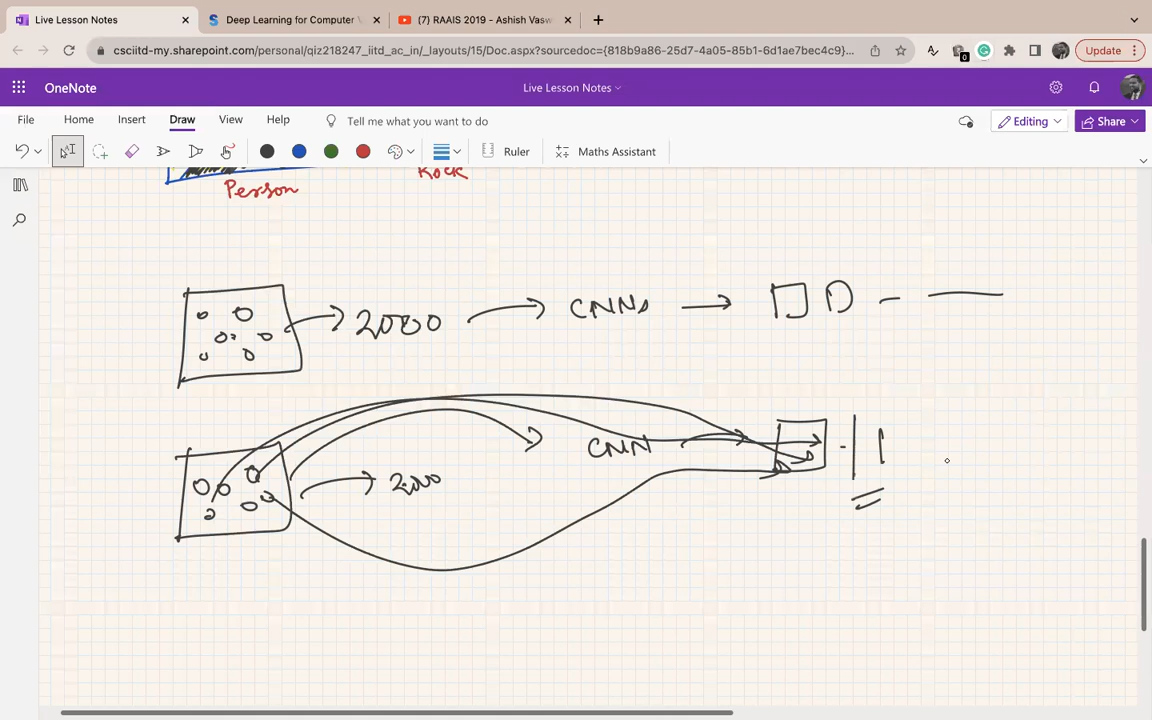 Live Lesson Notes
Deep Learning for Computer
(7) RAAIS 2019 - Ashish Vasw
csciitd-my.sharepoint.com/personal/qiz218247_iitd_ac_in/_layouts/15/Doc.aspx?sourcedoc={818b9a86-25d7-4a05-85b1-6d1ae7bec4c9}...
0
Update
OneNote
Live Lesson Notes
File Home Insert Draw View Help Tell me what you want to do
Editing
Share
Ruler
Maths Assistant
Rock
Person
2000
CNNs
CNN
2000